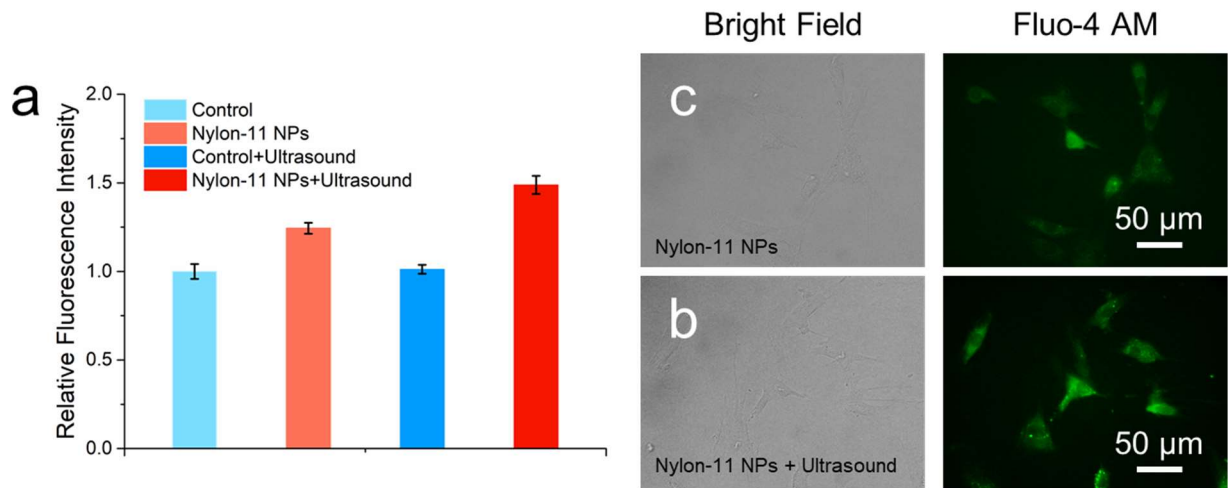 a
Relative Fluorescence Intensity
2.0
1.5
1.0
0.5
0.0
Control
Nylon-11 NPs
Control+Ultrasound
Nylon-11 NPs+Ultrasound
Bright Field
Fluo-4 AM
c
Nylon-11 NPs
50 μm
b
Nylon-11 NPs + Ultrasound
50 μm